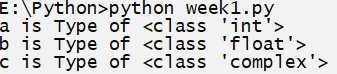 E:\Python>python week1.py
a is Type of <class 'int'>
b is Type of <class 'float'>
c is Type of <class 'complex'>